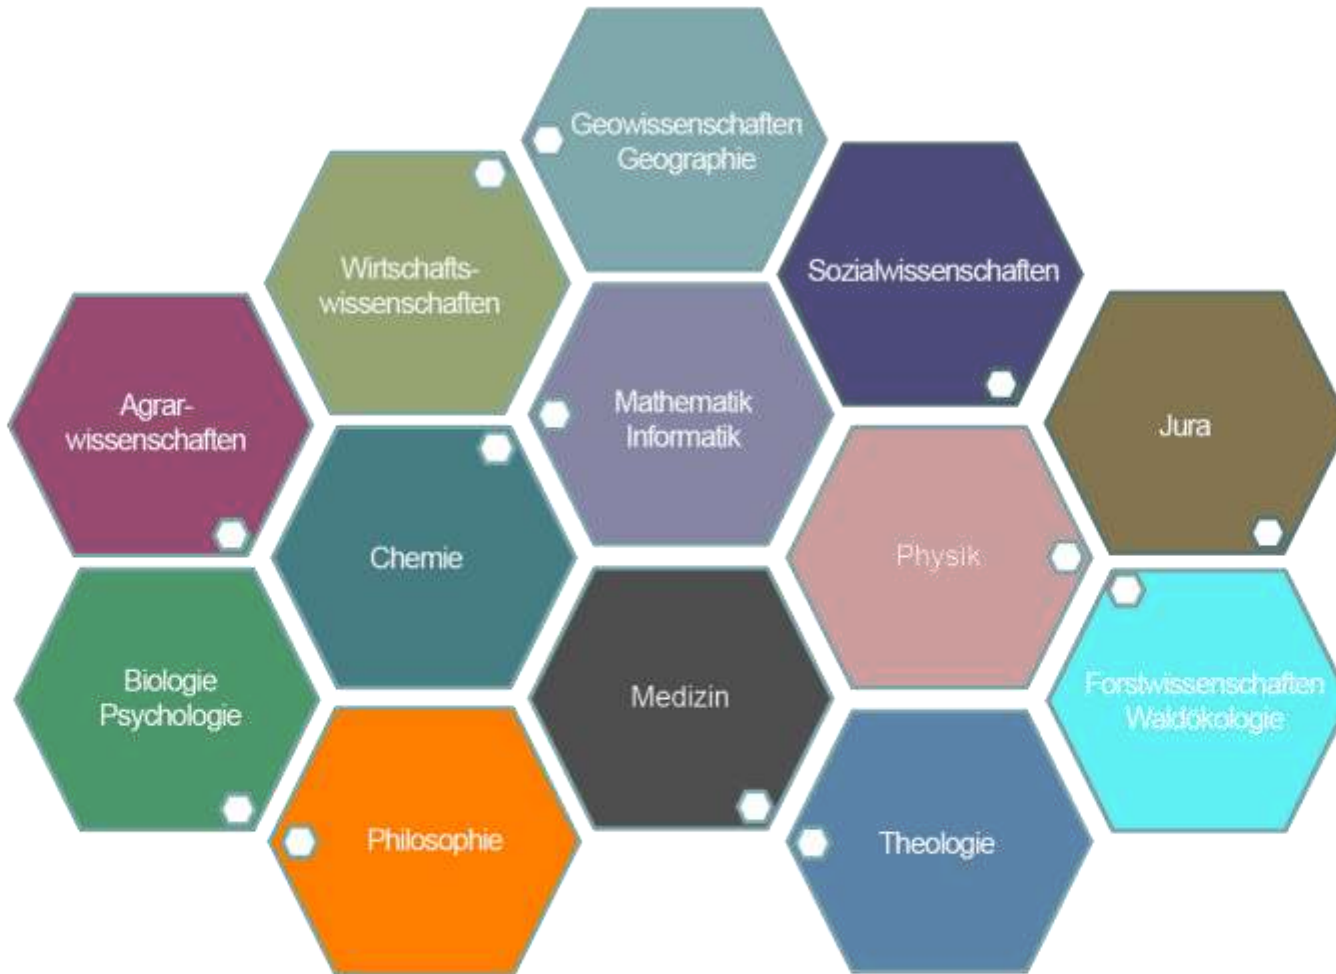 Geowissenschaften
Geographie
Wirtschafts-
wissenschaften
Sozialwissenschaften
Agrar-
wissenschaften
Mathematik
Informatik
Jura
Chemie
Physik
Biologie
Psychologie
Medizin
Forstwissenschaften
Waldökologie
Philosophie
Theologie